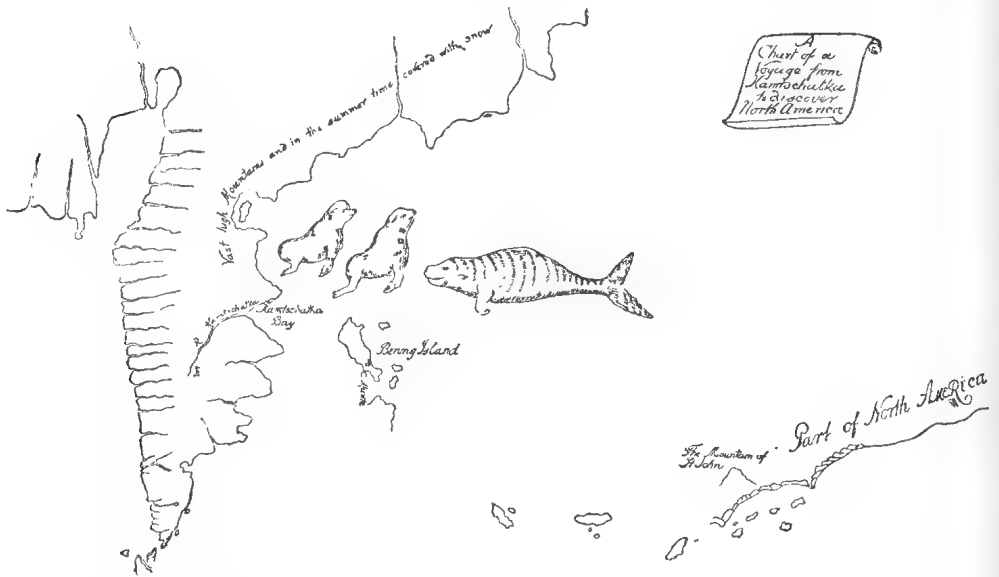 A
Chart of a
Voyage from
Kamtschatka
to discover
North America
Vast high Mountains and in the summer time covered with snow
Kamtschatka
Bay
Bering Island
The Mountain of
St John
Part of North America